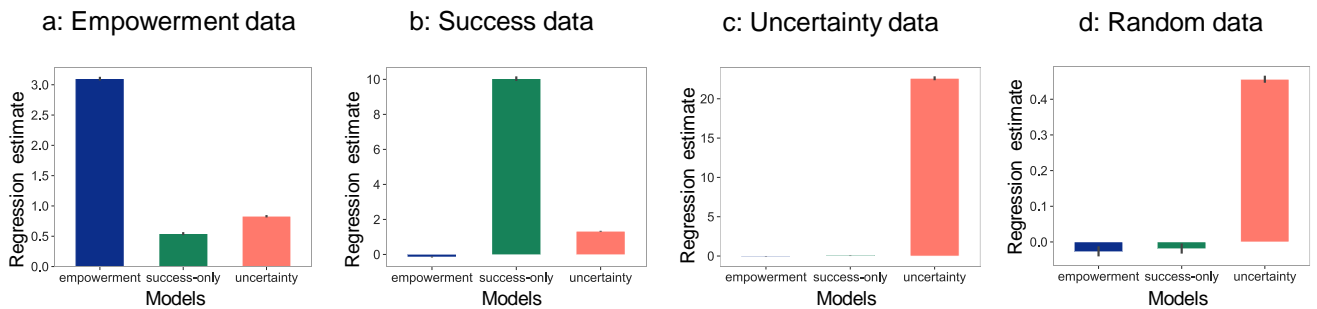 a: Empowerment data
b: Success data
c: Uncertainty data
d: Random data
Regression estimate
3.0
2.5
2.0
1.5
1.0
0.5
0.0
empowerment success-only uncertainty
Models
Regression estimate
10
8
6
4
2
0
empowerment success-only uncertainty
Models
Regression estimate
20
15
10
5
0
empowerment success-only uncertainty
Models
Regression estimate
0.4
0.3
0.2
0.1
0.0
empowerment success-only uncertainty
Models